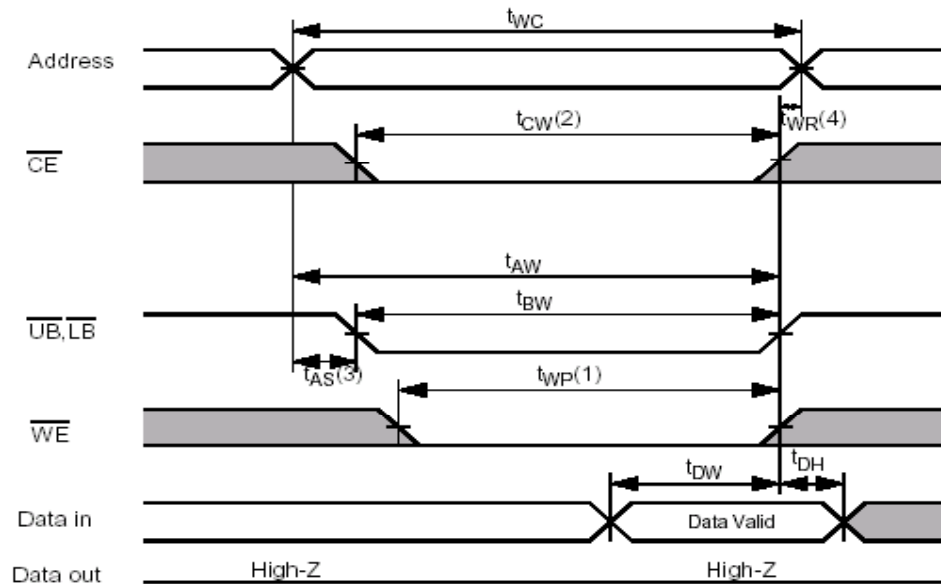 tWC
Address
tCW(2)
tWR(4)
CE
tAW
tBW
UB,LB
tAS(3)
tWP(1)
WE
tDW
tDH
Data in
Data Valid
Data out
High-Z
High-Z